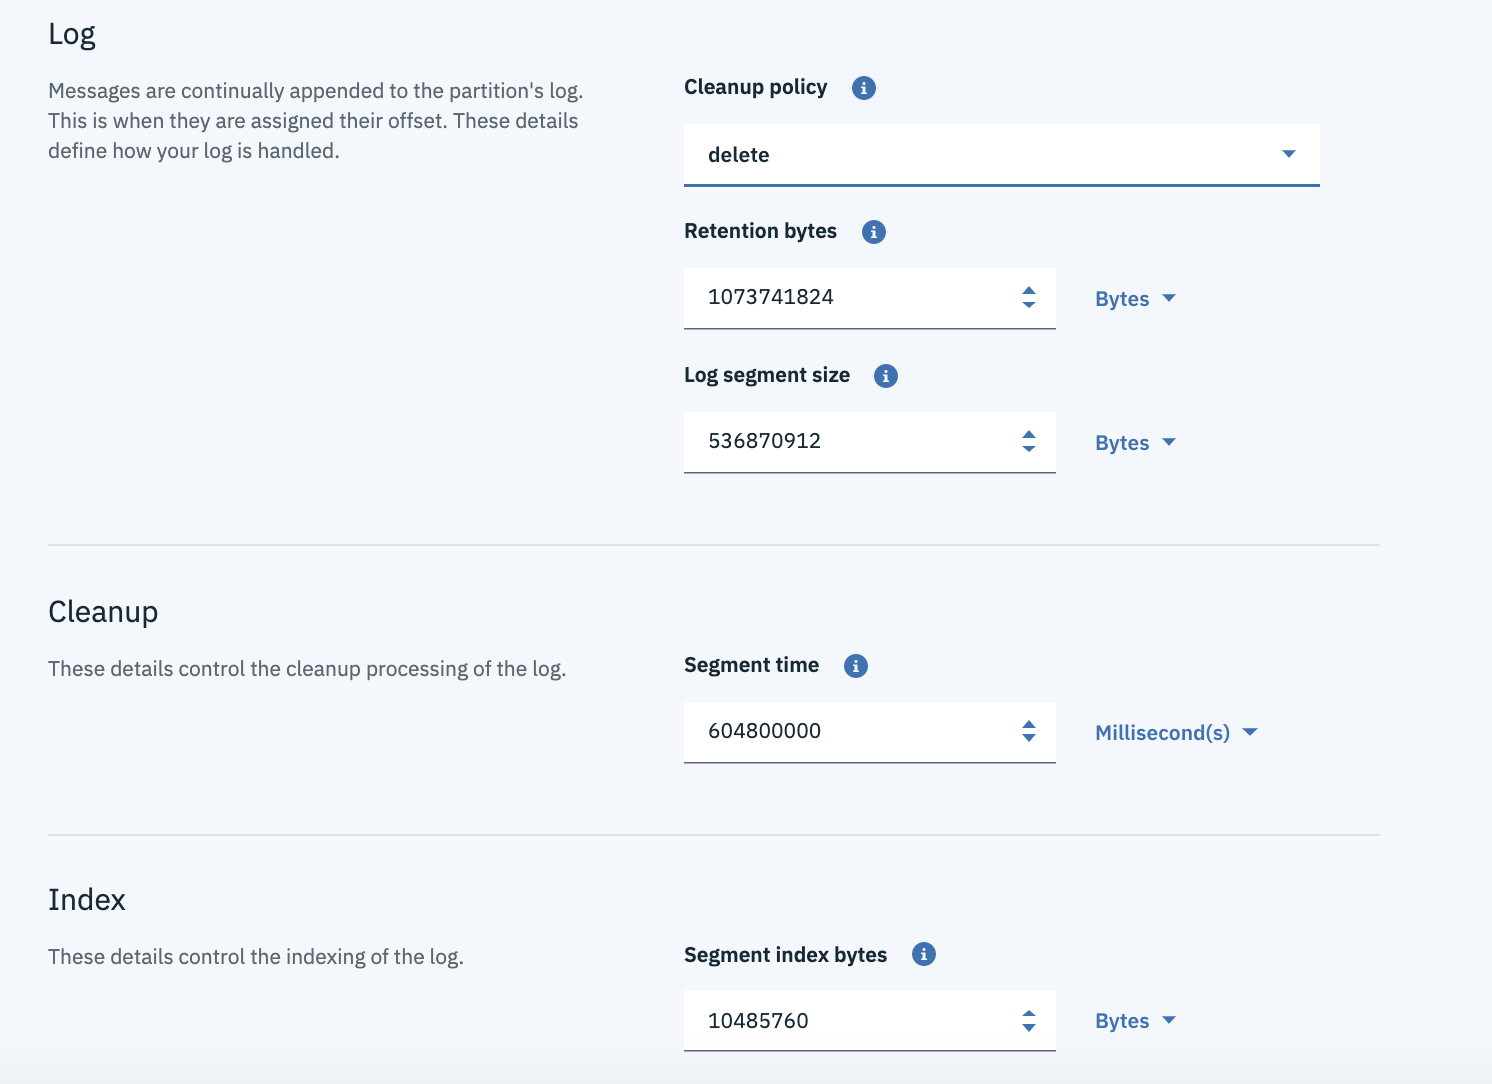 Log
Messages are continually appended to the partition's log.
This is when they are assigned their offset. These details
define how your log is handled.
Cleanup policy
delete
Retention bytes
1073741824
Bytes
Log segment size
536870912
Bytes
Cleanup
These details control the cleanup processing of the log.
Segment time
604800000
Millisecond(s)
Index
These details control the indexing of the log.
Segment index bytes
10485760
Bytes